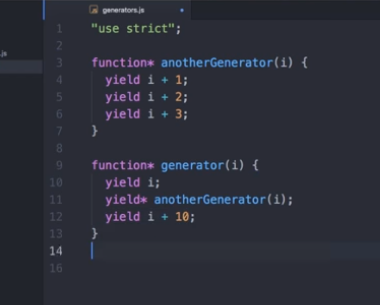 generators.js
.js
1 "use strict";
2
3 function* anotherGenerator(i) {
4 yield i + 1;
5 yield i + 2;
6 yield i + 3;
7 }
8
9 function* generator(i) {
10 yield i;
11 yield* anotherGenerator(i);
12 yield i + 10;
13 }
14
16